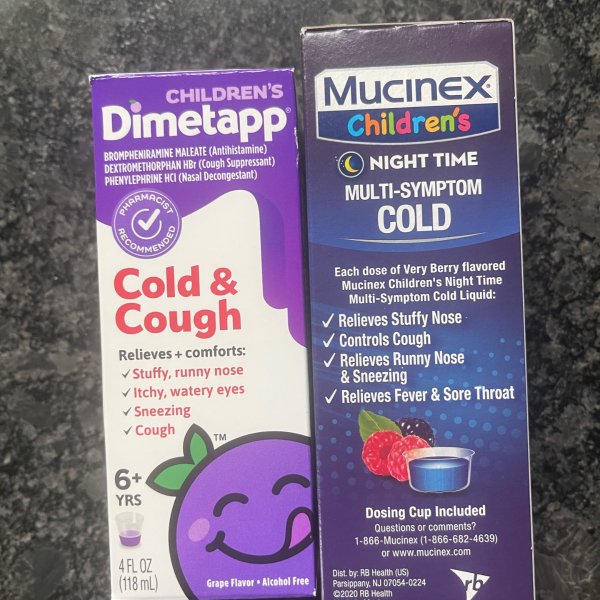 CHILDREN'S
Dimetapp®
BROMPHENIRAMINE MALEATE (Antihistamine)
DEXTROMETHORPHAN HBr (Cough Suppressant)
PHENYLEPHRINE HCl (Nasal Decongestant)
PHARMACIST
RECOMMENDED
Cold &
Cough
Relieves + comforts:
✓ Stuffy, runny nose
✓ Itchy, watery eyes
✓ Sneezing
✓ Cough
TM
6+
YRS
4 FL OZ
(118 mL)
Grape Flavor • Alcohol Free
Mucinex®
Children's
NIGHT TIME
MULTI-SYMPTOM
COLD
Each dose of Very Berry flavored
Mucinex Children's Night Time
Multi-Symptom Cold Liquid:
✓ Relieves Stuffy Nose
✓ Controls Cough
✓ Relieves Runny Nose
& Sneezing
✓ Relieves Fever & Sore Throat
Dosing Cup Included
Questions or comments?
1-866-Mucinex (1-866-682-4639)
or www.mucinex.com
Dist. by: RB Health (US)
Parsippany, NJ 07054-0224
©2020 RB Health
rb